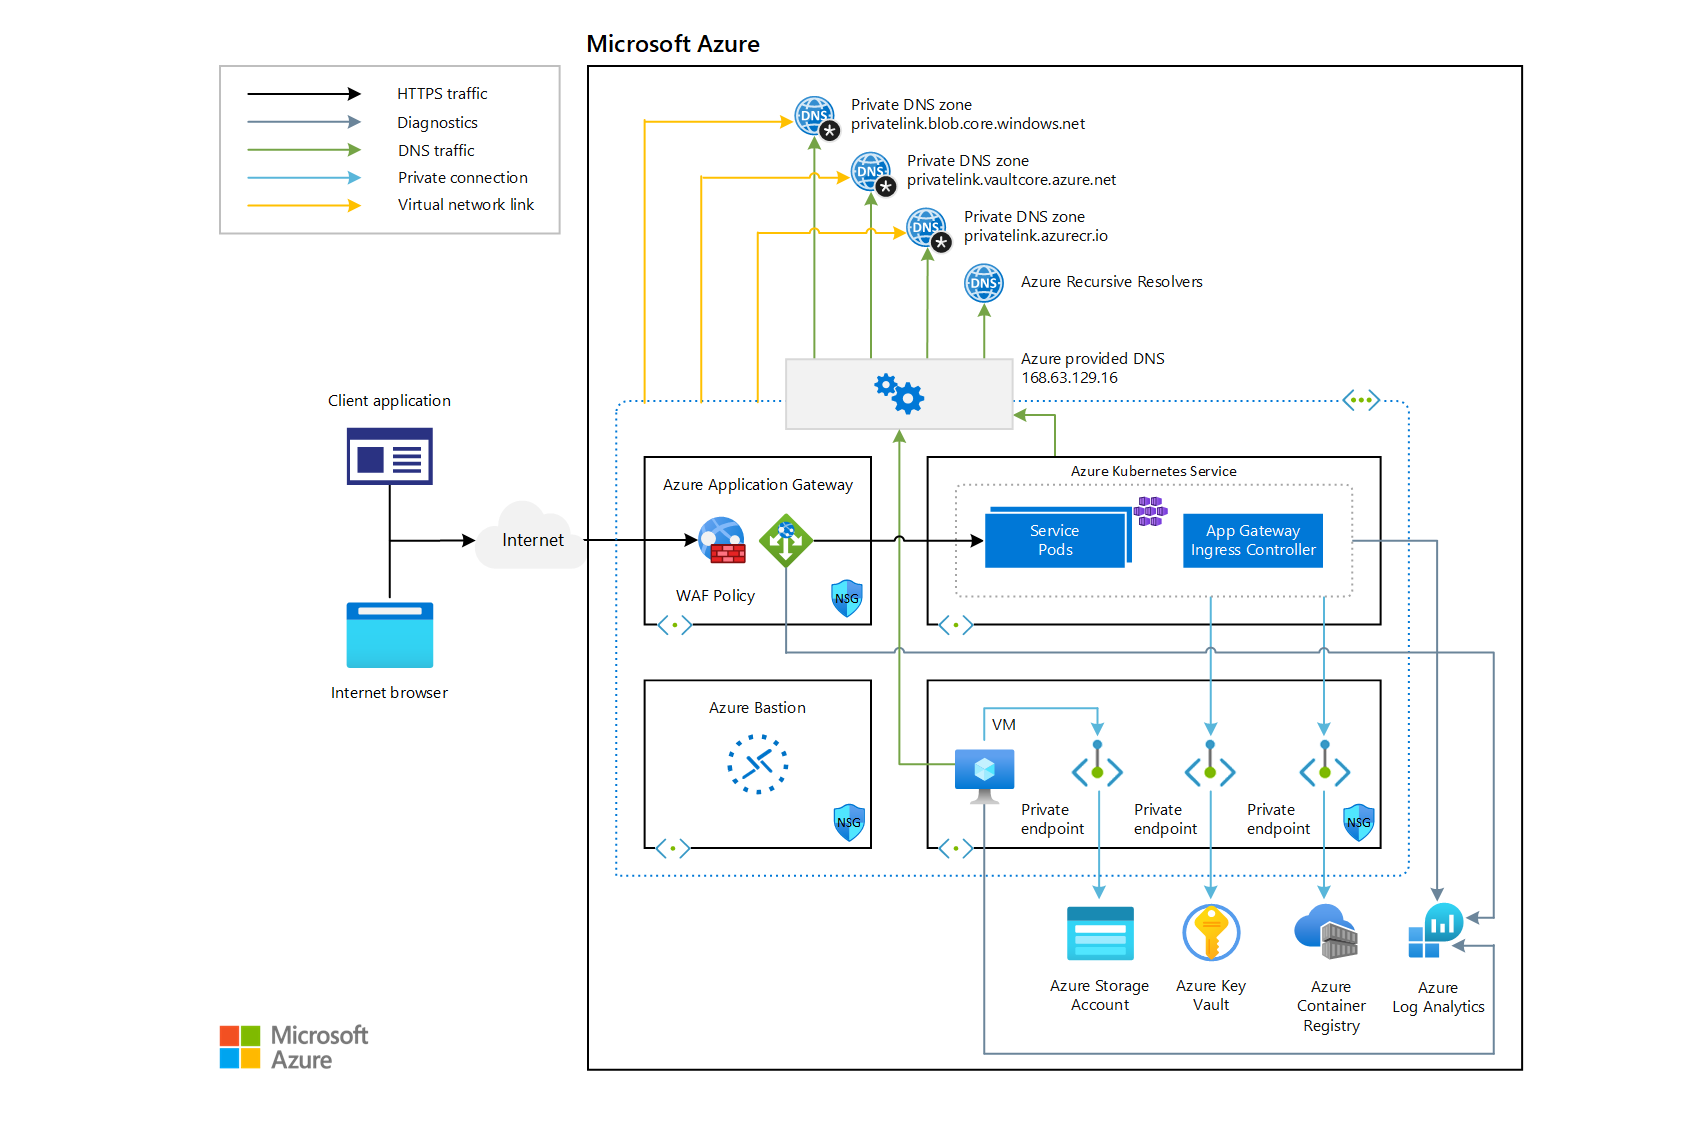 Microsoft Azure
HTTPS traffic
Diagnostics
DNS traffic
Private connection
Virtual network link
DNS
Private DNS zone
privatelink.blob.core.windows.net
DNS
Private DNS zone
privatelink.vaultcore.azure.net
DNS
Private DNS zone
privatelink.azurecr.io
DNS
Azure Recursive Resolvers
Azure provided DNS
168.63.129.16
Client application
Internet
Internet browser
Azure Application Gateway
WAF Policy
NSG
Azure Kubernetes Service
Service
Pods
App Gateway
Ingress Controller
Azure Bastion
NSG
VM
Private
endpoint
Private
endpoint
Private
endpoint
NSG
Azure Storage
Account
Azure Key
Vault
Azure
Container
Registry
Azure
Log Analytics
Microsoft
Azure